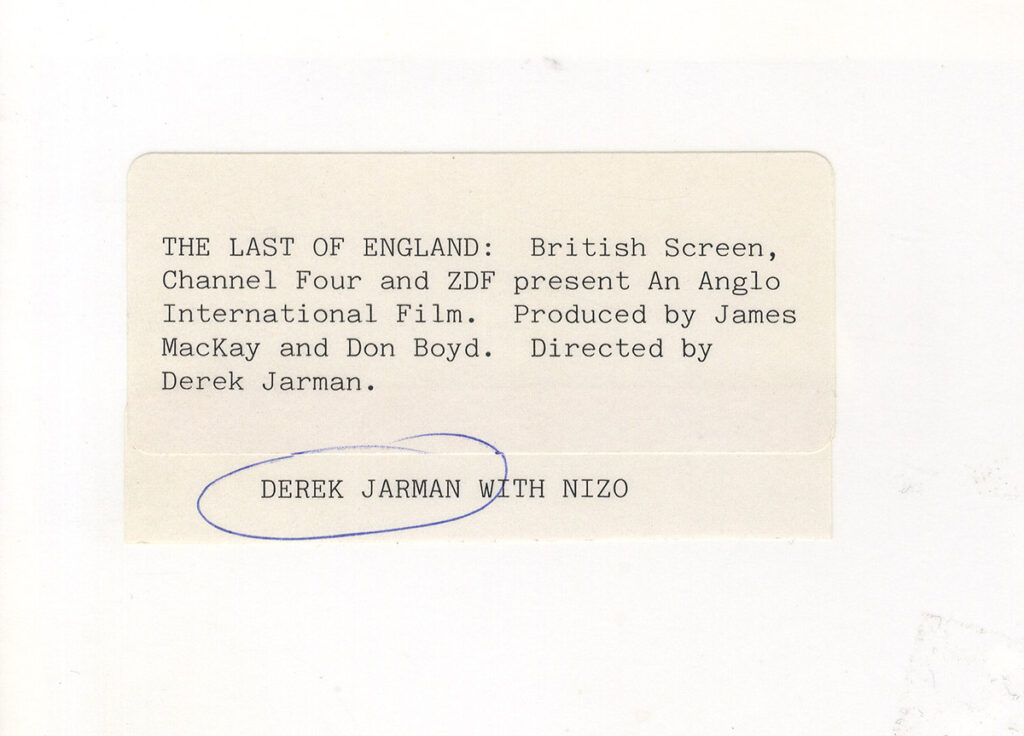 THE LAST OF ENGLAND:  British Screen,
Channel Four and ZDF present An Anglo
International Film.  Produced by James
MacKay and Don Boyd.  Directed by
Derek Jarman.
DEREK JARMAN WITH NIZO